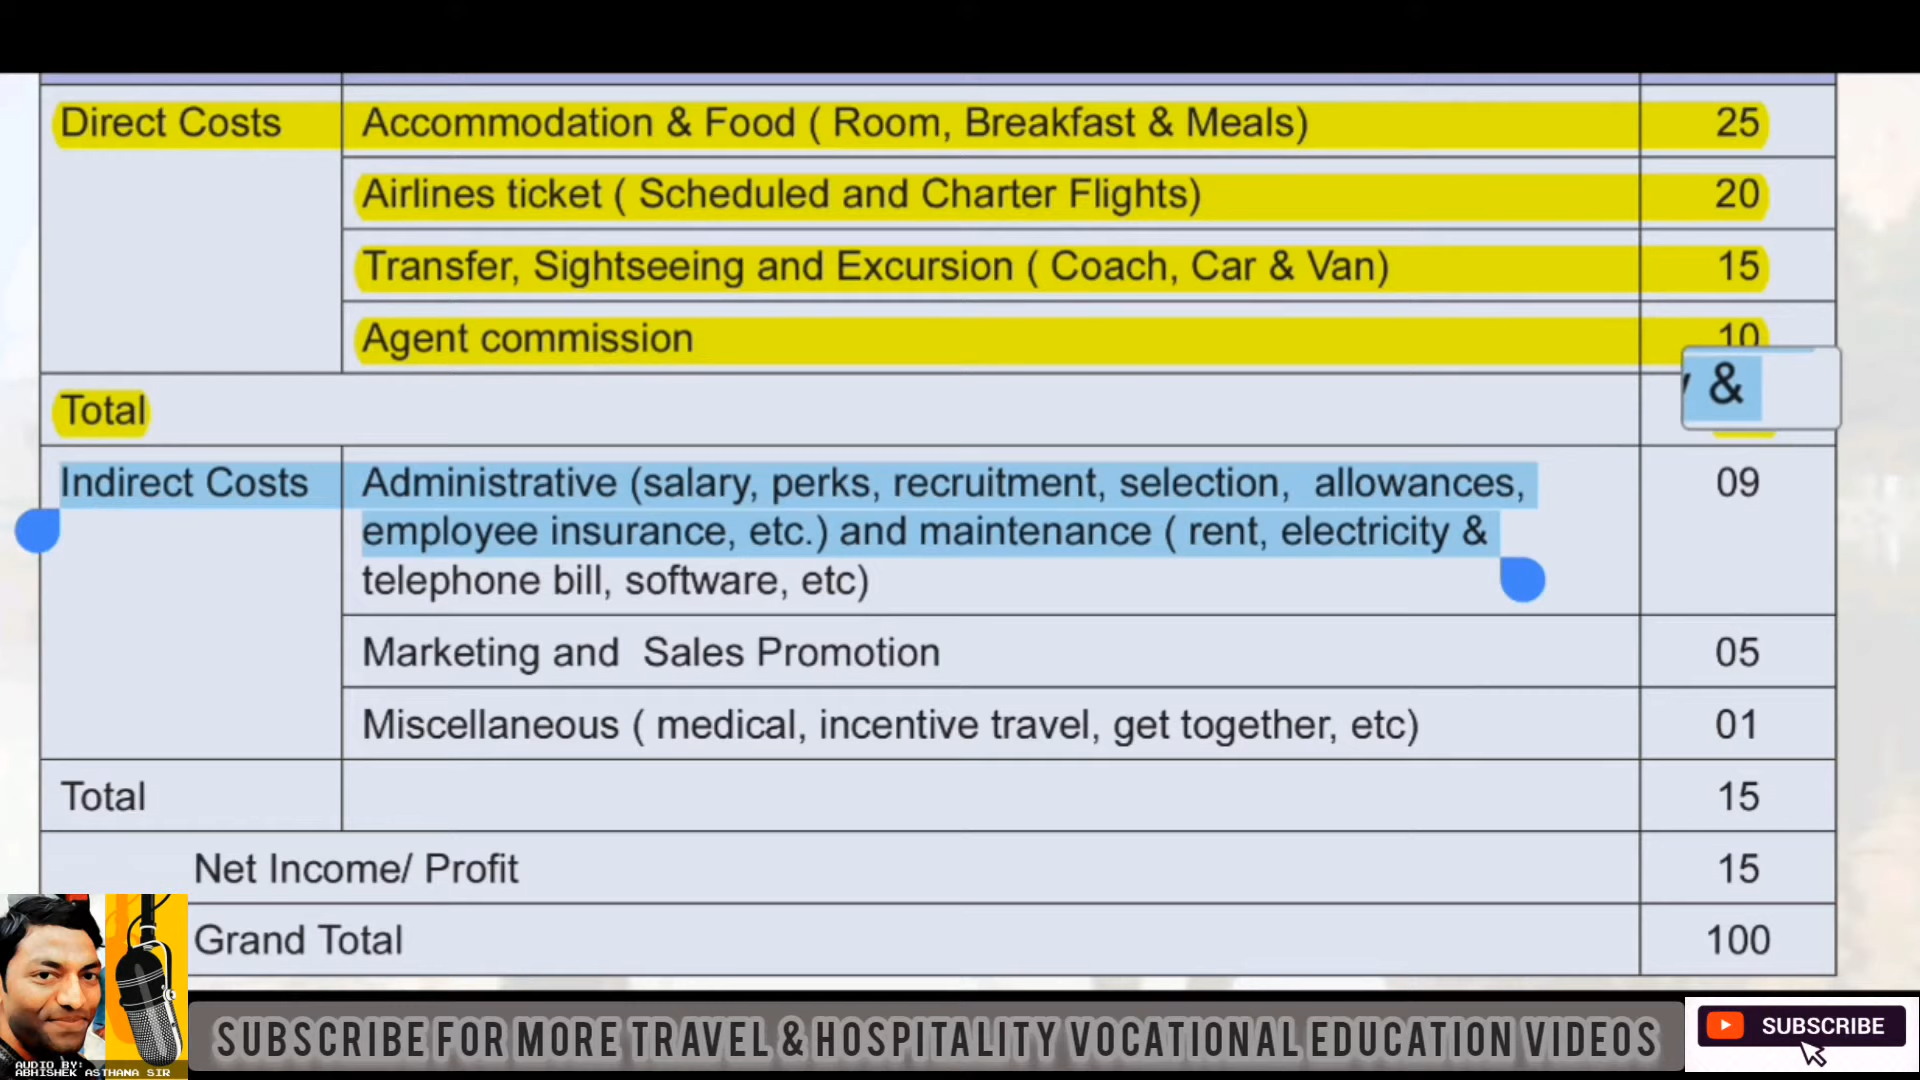 Direct Costs Accommodation & Food ( Room, Breakfast & Meals) 25
Airlines ticket ( Scheduled and Charter Flights) 20
Transfer, Sightseeing and Excursion ( Coach, Car & Van) 15
Agent commission 10
Total
&
Indirect Costs Administrative (salary, perks, recruitment, selection, allowances, 09
employee insurance, etc.) and maintenance ( rent, electricity &
telephone bill, software, etc)
Marketing and Sales Promotion 05
Miscellaneous ( medical, incentive travel, get together, etc) 01
Total 15
Net Income/ Profit 15
Grand Total 100
SUBSCRIBE FOR MORE TRAVEL & HOSPITALITY VOCATIONAL EDUCATION VIDEOS
SUBSCRIBE
AUDIO BY:
ABHISHEK ASTHANA SIR